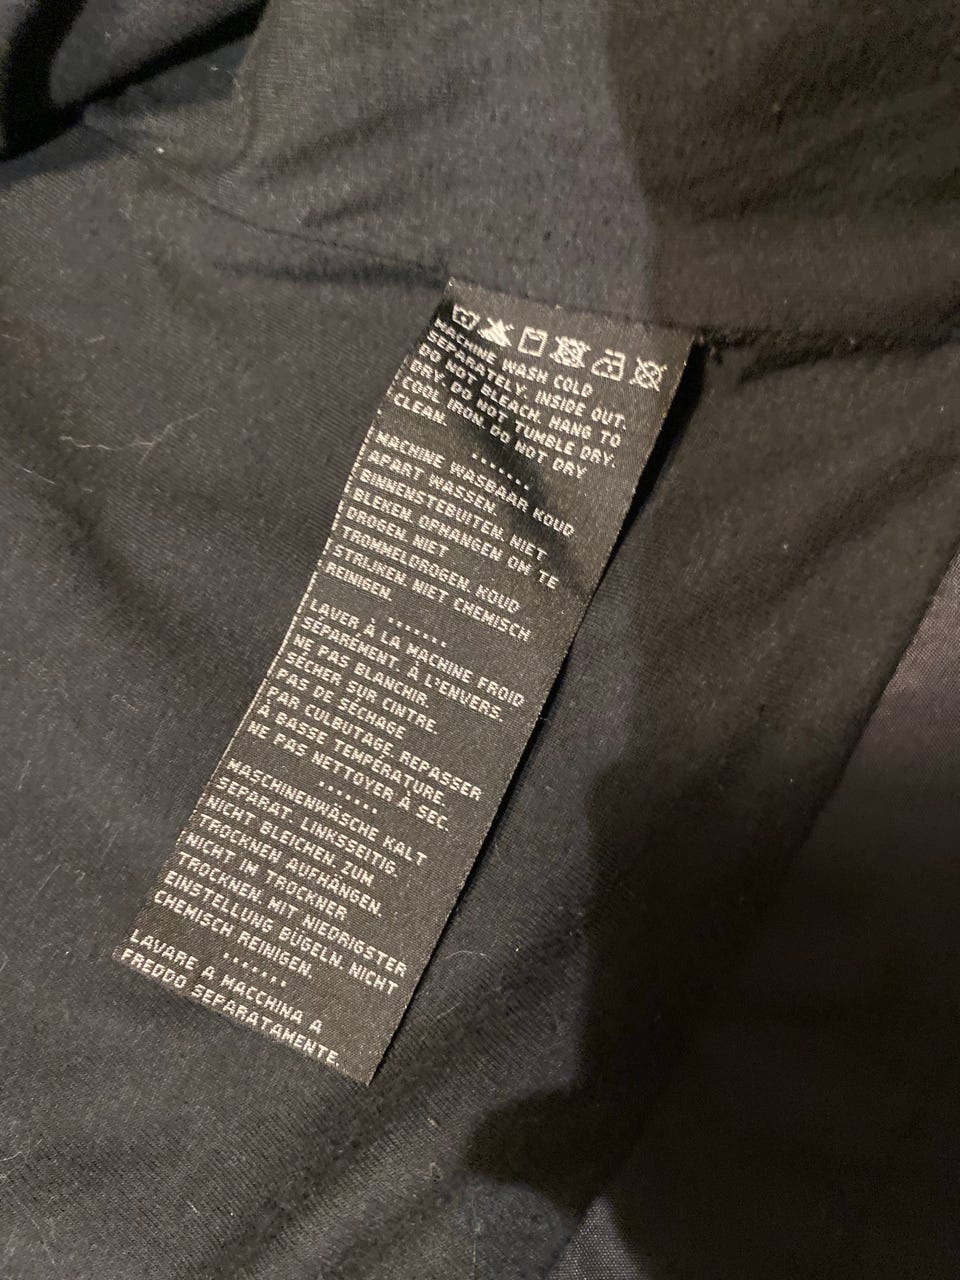 MACHINE WASH COLD
SEPARATELY. INSIDE OUT.
DO NOT BLEACH. HANG TO
DRY. DO NOT TUMBLE DRY.
COOL IRON. DO NOT DRY
CLEAN.
.......
MACHINE WASBAAR KOUD
APART WASSEN.
BINNENSTEBUITEN. NIET
BLEKEN. OPHANGEN OM TE
DROGEN. NIET
TROMMELDROGEN. KOUD
STRIJKEN. NIET CHEMISCH
REINIGEN.
.......
LAVER À LA MACHINE FROID
SÉPARÉMENT. À L'ENVERS.
NE PAS BLANCHIR.
SÉCHER SUR CINTRE.
PAS DE SÉCHAGE
PAR CULBUTAGE. REPASSER
À BASSE TEMPÉRATURE.
NE PAS NETTOYER À SEC.
.......
MASCHINENWÄSCHE KALT
SEPARAT. LINKSSEITIG.
NICHT BLEICHEN. ZUM
TROCKNEN AUFHÄNGEN.
NICHT IM TROCKNER
TROCKNEN. MIT NIEDRIGSTER
EINSTELLUNG BÜGELN. NICHT
CHEMISCH REINIGEN.
.......
LAVARE A MACCHINA A
FREDDO SEPARATAMENTE.